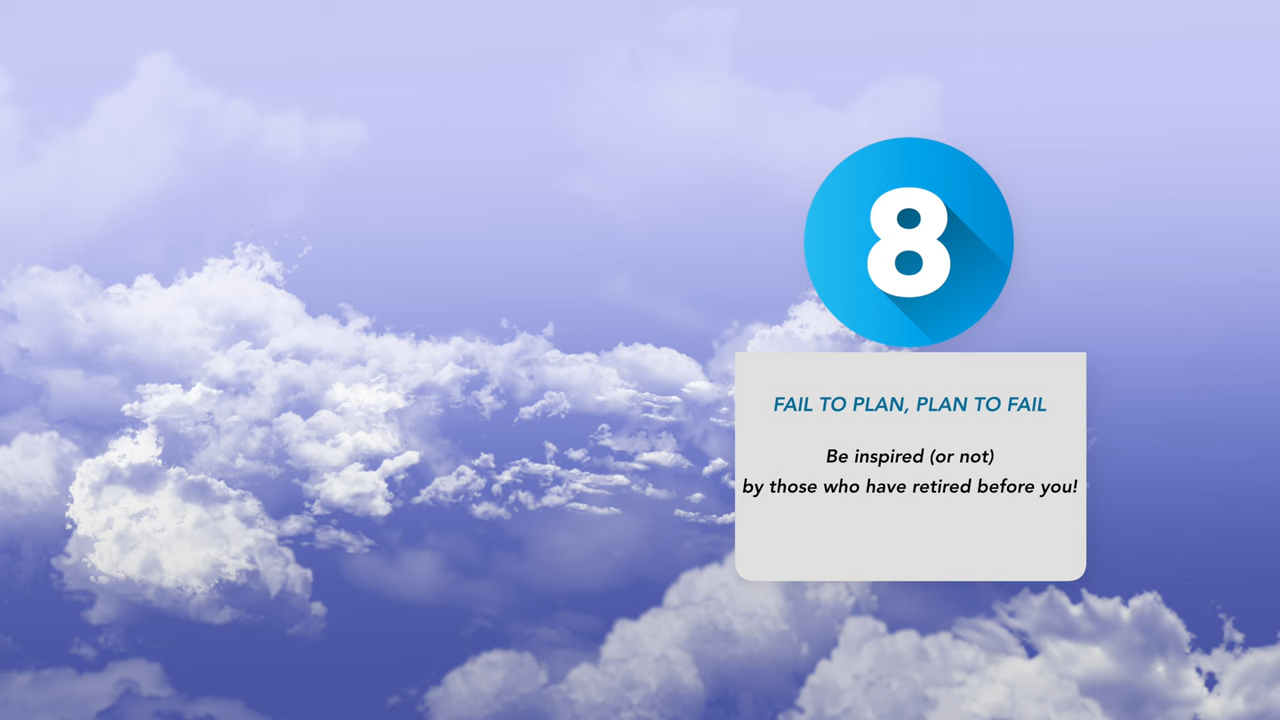 8
FAIL TO PLAN, PLAN TO FAIL
Be inspired (or not)
by those who have retired before you!